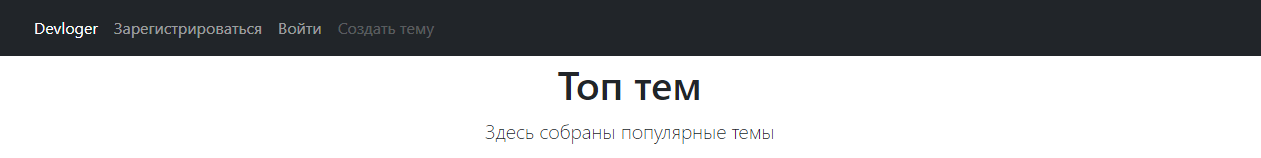 Devloger Зарегистрироваться Войти Создать тему
Топ тем
Здесь собраны популярные темы